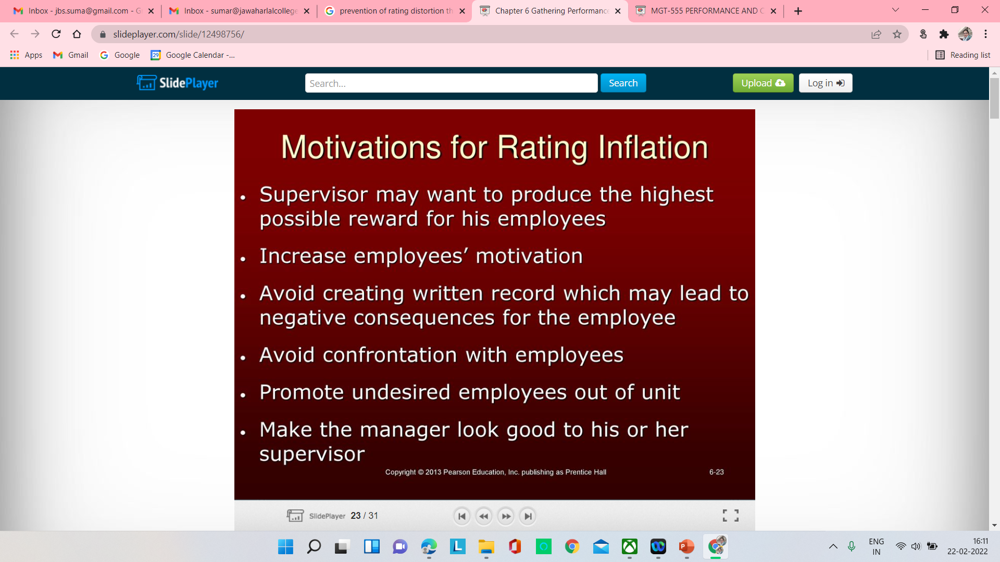 Inbox - jbs.suma@gmail.com - G
Inbox - sumar@jawaharlalcollege
prevention of rating distortion th
Chapter 6 Gathering Performance
MGT-555 PERFORMANCE AND C
slideplayer.com/slide/12498756/
Apps
Gmail
Google
29
Google Calendar -...
Reading list
SlidePlayer
Search...
Search
Upload
Log in
Motivations for Rating Inflation
• Supervisor may want to produce the highest
possible reward for his employees
• Increase employees’ motivation
• Avoid creating written record which may lead to
negative consequences for the employee
• Avoid confrontation with employees
• Promote undesired employees out of unit
• Make the manager look good to his or her
supervisor
Copyright © 2013 Pearson Education, Inc. publishing as Prentice Hall
6-23
SlidePlayer
23 / 31
ENG
IN
16:11
22-02-2022